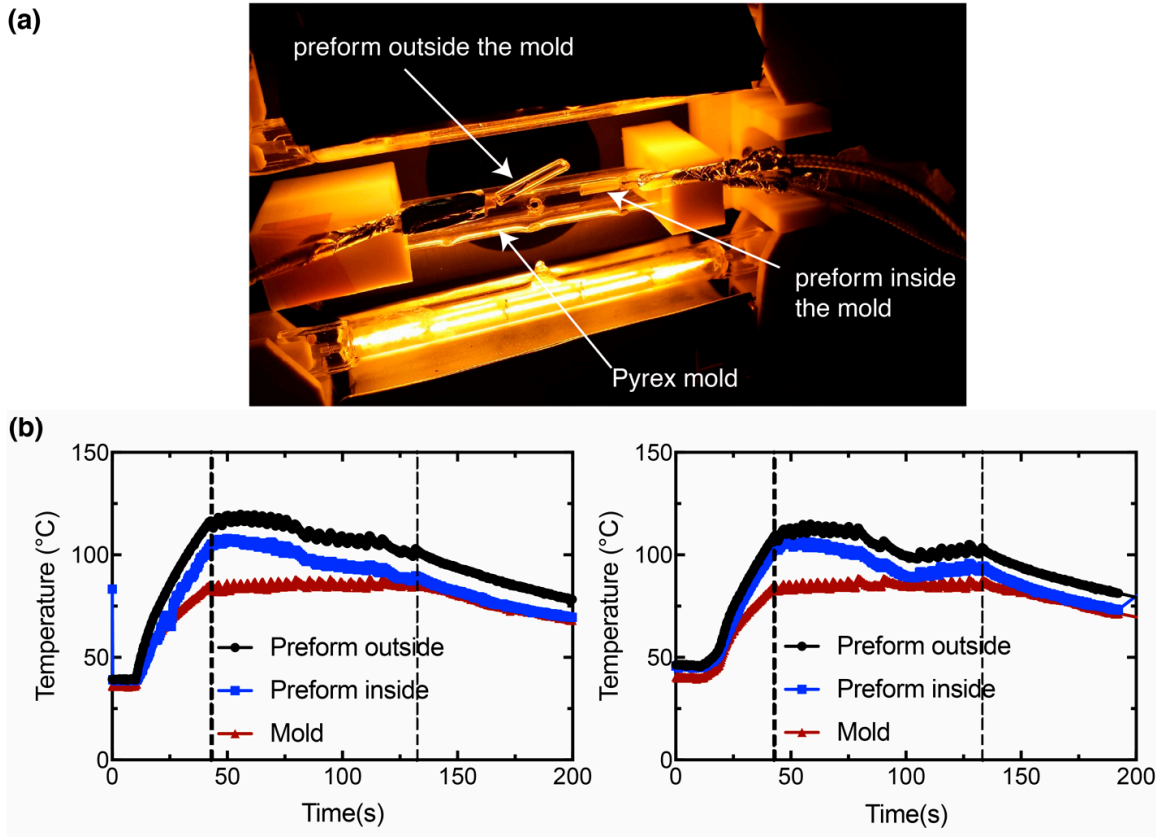 (a)
preform outside the mold
preform inside
the mold
Pyrex mold
(b)
150
100
50
0
Temperature (°C)
0
50
100
150
200
Time(s)
Preform outside
Preform inside
Mold
150
100
50
0
Temperature (°C)
0
50
100
150
200
Time(s)
Preform outside
Preform inside
Mold